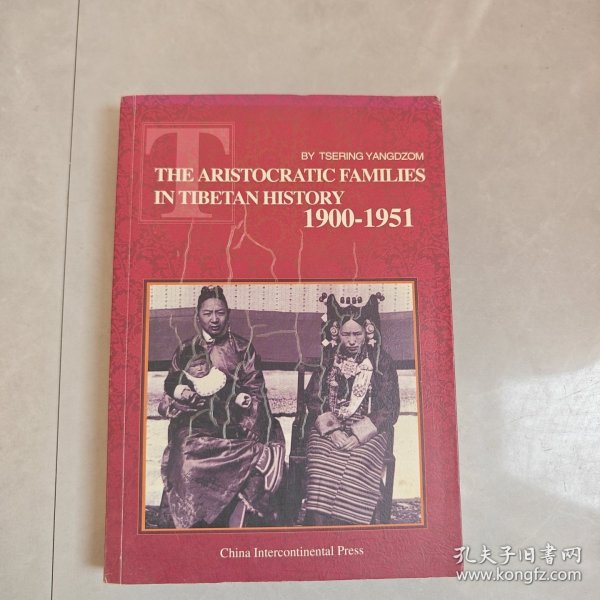 T
BY TSERING YANGDZOM
THE ARISTOCRATIC FAMILIES
IN TIBETAN HISTORY
1900-1951
China Intercontinental Press
孔夫子旧书网
www.kongfz.com